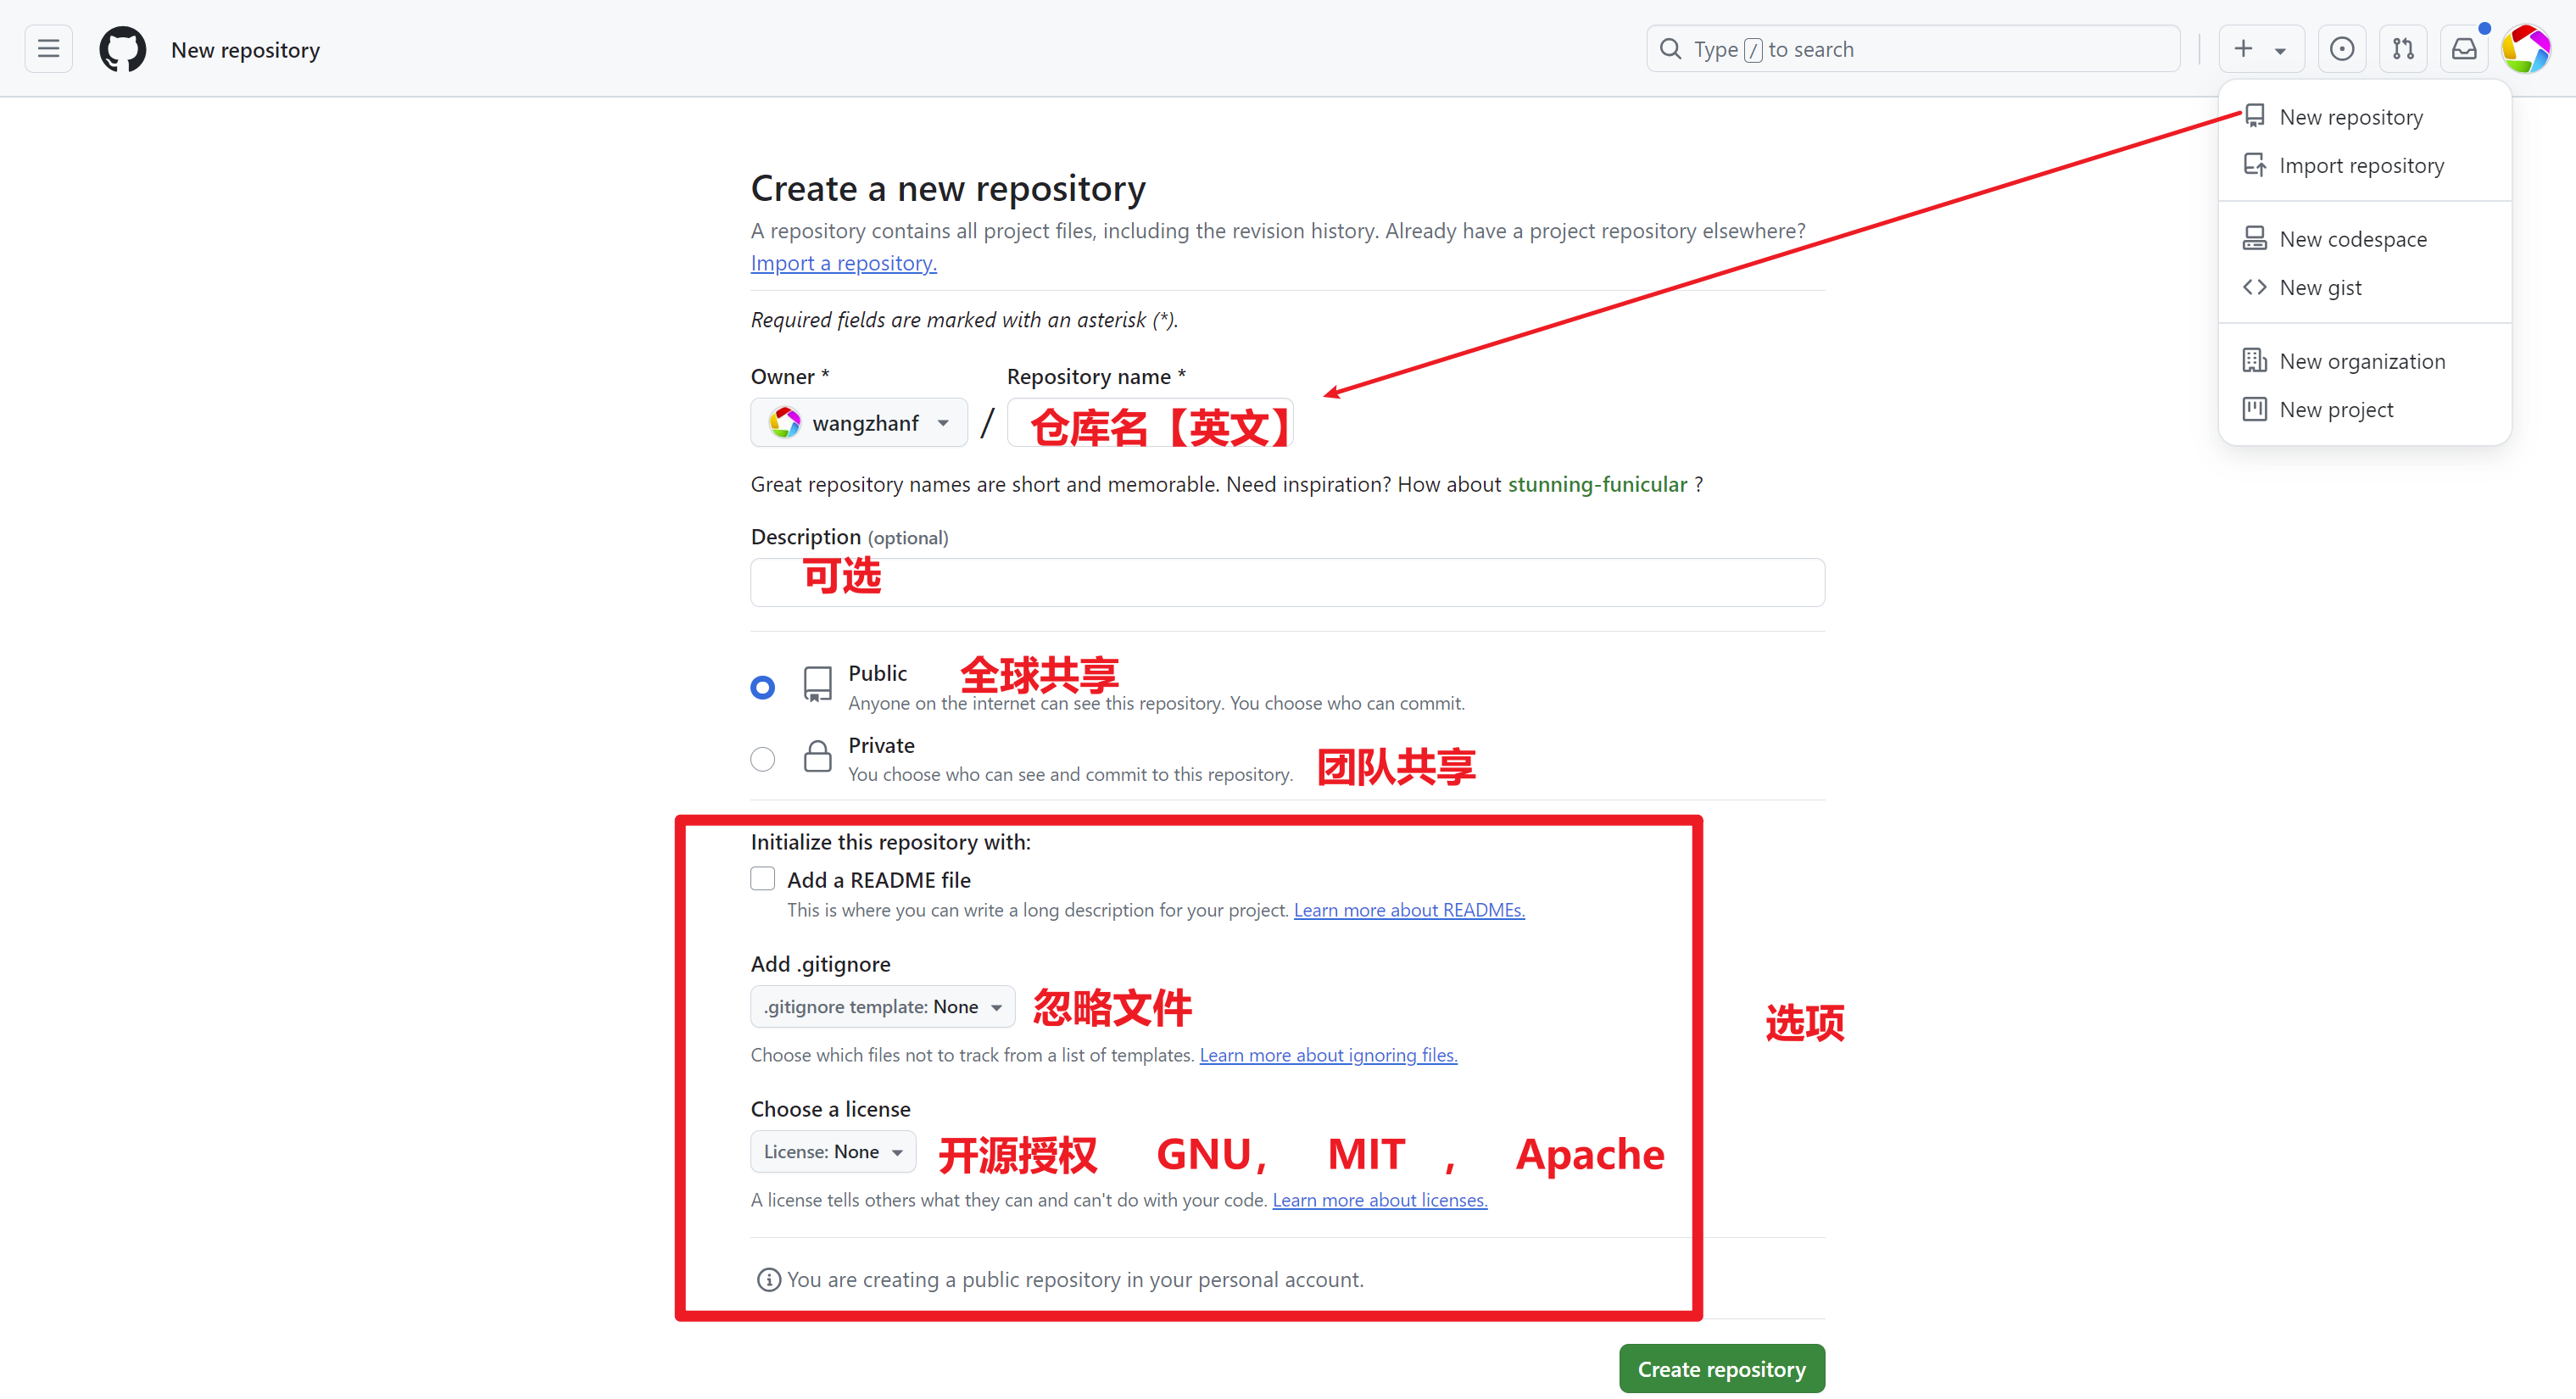 New repository
Type / to search
New repository
Import repository
New codespace
New gist
New organization
New project
Create a new repository
A repository contains all project files, including the revision history. Already have a project repository elsewhere?
Import a repository.
Required fields are marked with an asterisk (*).
Owner *
Repository name *
wangzhanf
/
仓库名【英文】
Great repository names are short and memorable. Need inspiration? How about stunning-funicular ?
Description (optional)
可选
Public
全球共享
Anyone on the internet can see this repository. You choose who can commit.
Private
You choose who can see and commit to this repository.
团队共享
Initialize this repository with:
Add a README file
This is where you can write a long description for your project. Learn more about READMEs.
Add .gitignore
.gitignore template: None
忽略文件
选项
Choose which files not to track from a list of templates. Learn more about ignoring files.
Choose a license
License: None
开源授权 GNU， MIT ， Apache
A license tells others what they can and can't do with your code. Learn more about licenses.
You are creating a public repository in your personal account.
Create repository